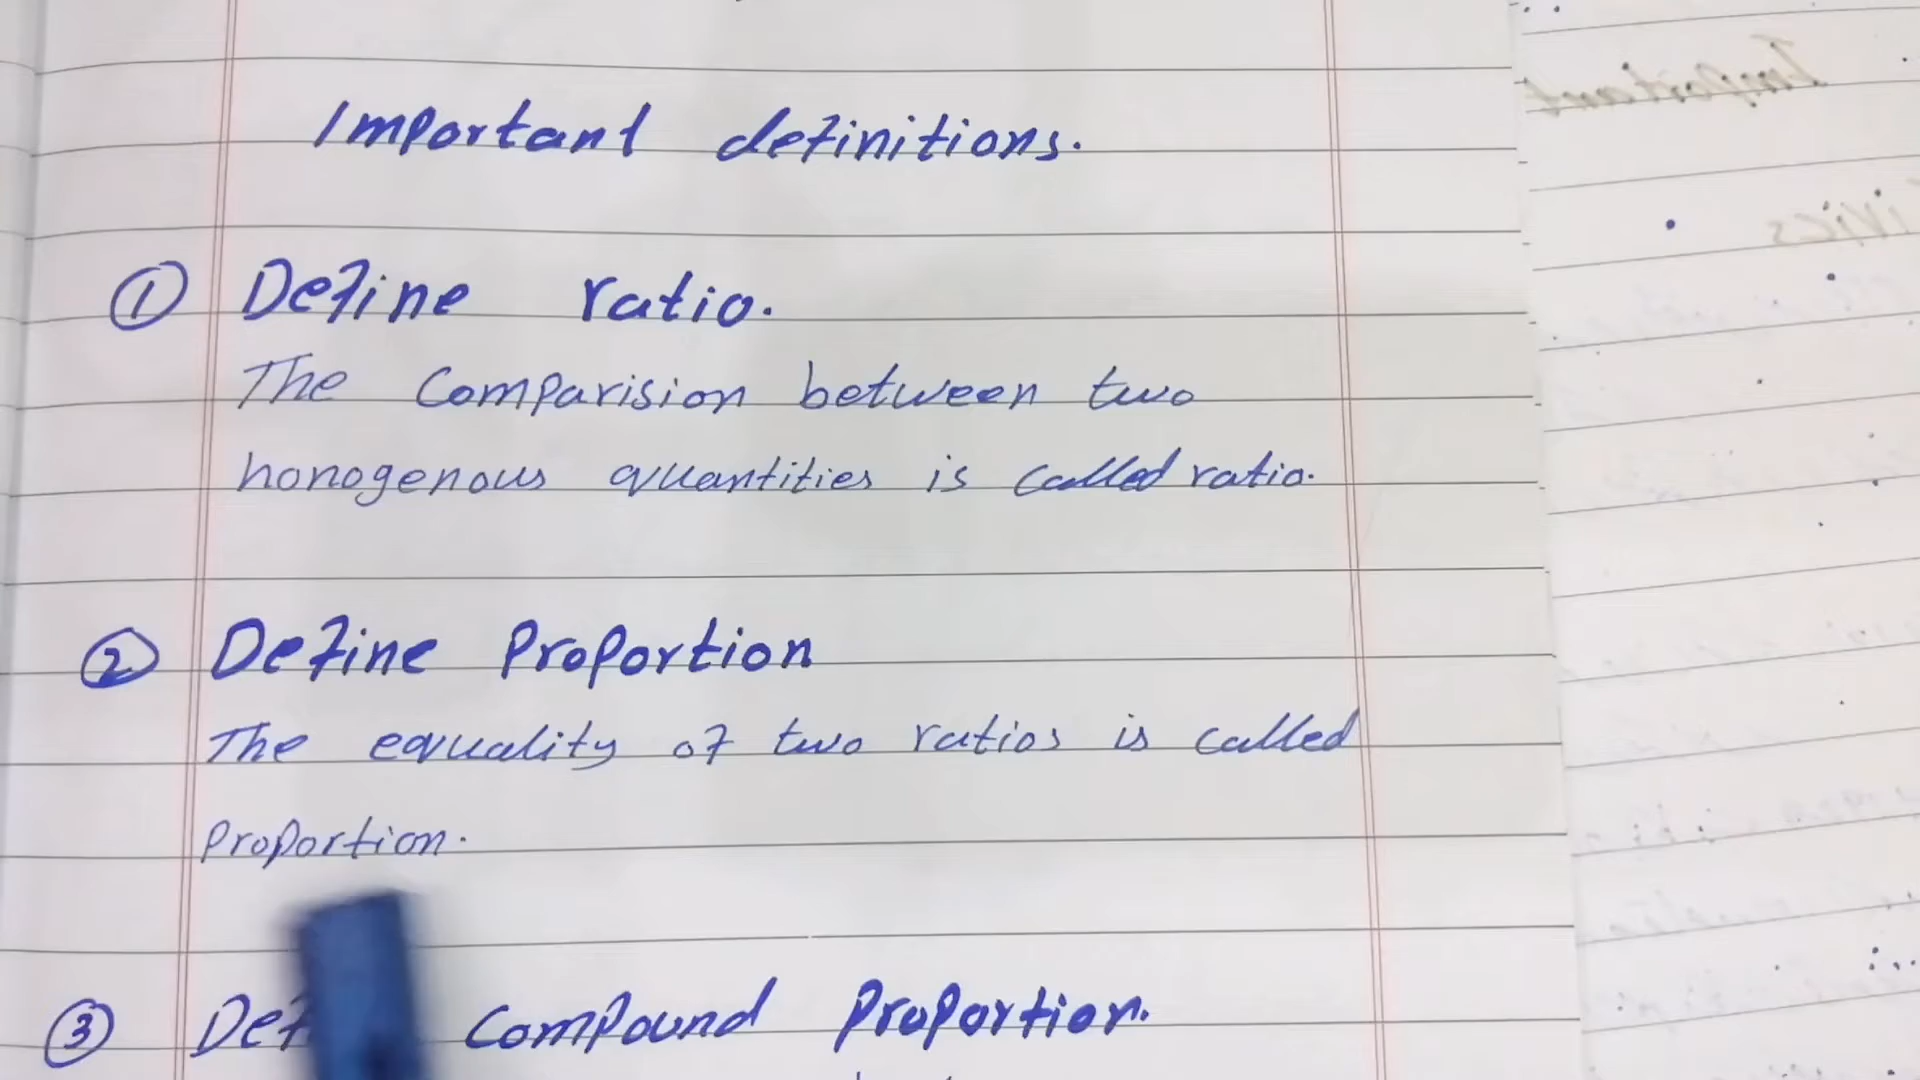 Important definitions.
① Define ratio.
The Comparision between two
honogenous quantities is called ratio.
② Define Proportion
The equality of two ratios is called
Proportion.
③ Compound Proportion.
Important